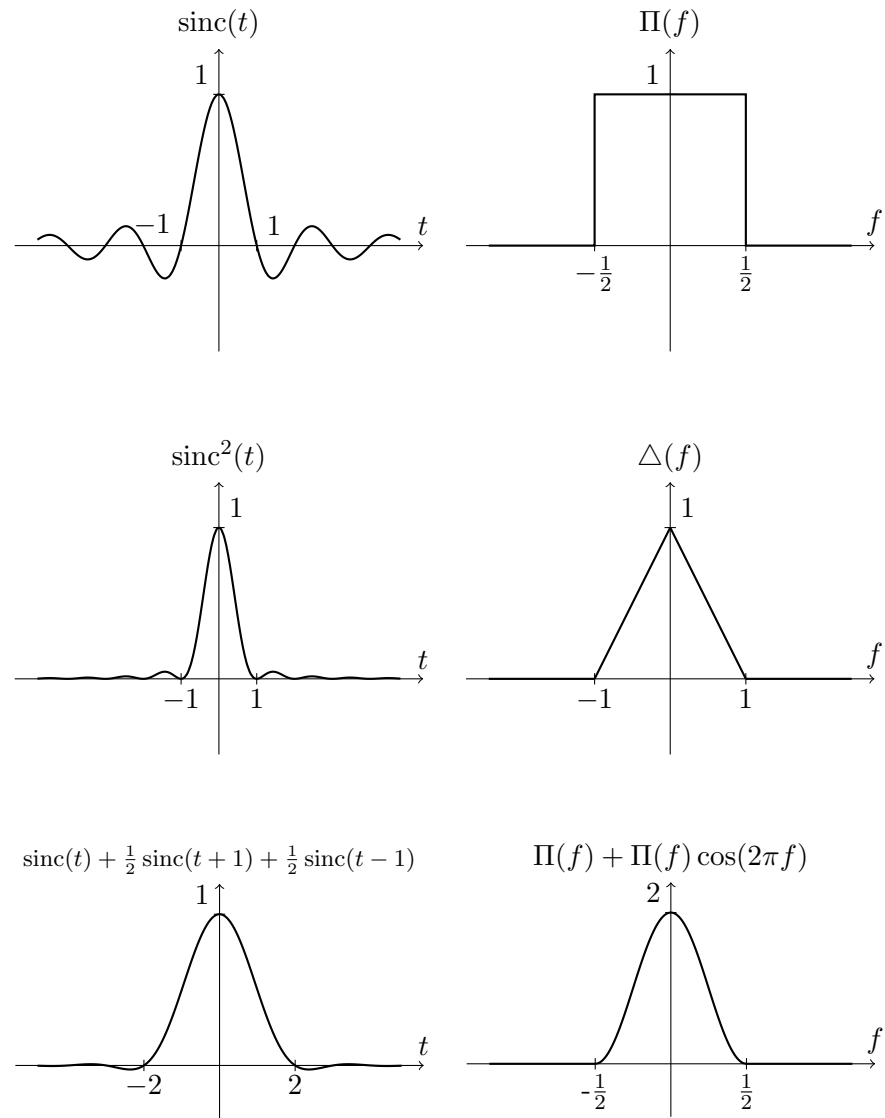 sinc(t)
Π(f)
1
1
−1
1
t
f
−1/2
1/2
sinc²(t)
△(f)
1
1
t
f
−1
1
−1
1
sinc(t) + 1/2 sinc(t + 1) + 1/2 sinc(t − 1)
Π(f) + Π(f) cos(2πf)
1
2
t
f
−2
2
-1/2
1/2